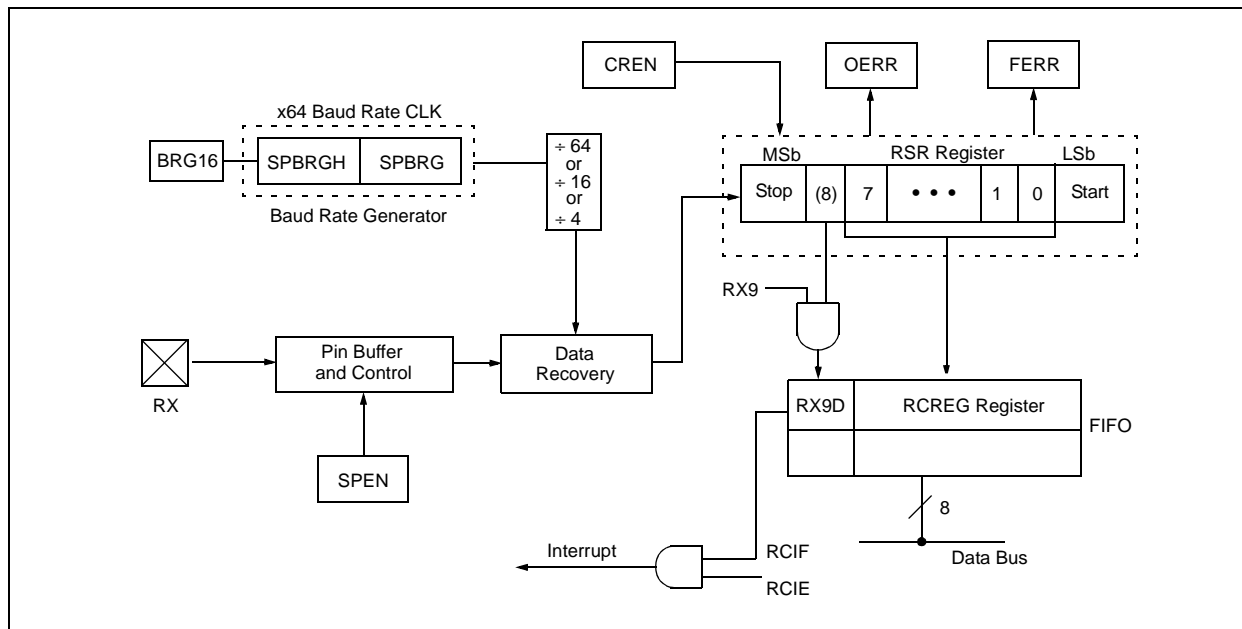 CREN
OERR
FERR
x64 Baud Rate CLK
BRG16
SPBRGH
SPBRG
Baud Rate Generator
÷ 64
or
÷ 16
or
÷ 4
MSb
RSR Register
LSb
Stop
(8)
7
• • •
1
0
Start
RX9
RX
Pin Buffer
and Control
Data
Recovery
SPEN
RX9D
RCREG Register
FIFO
8
Data Bus
Interrupt
RCIF
RCIE